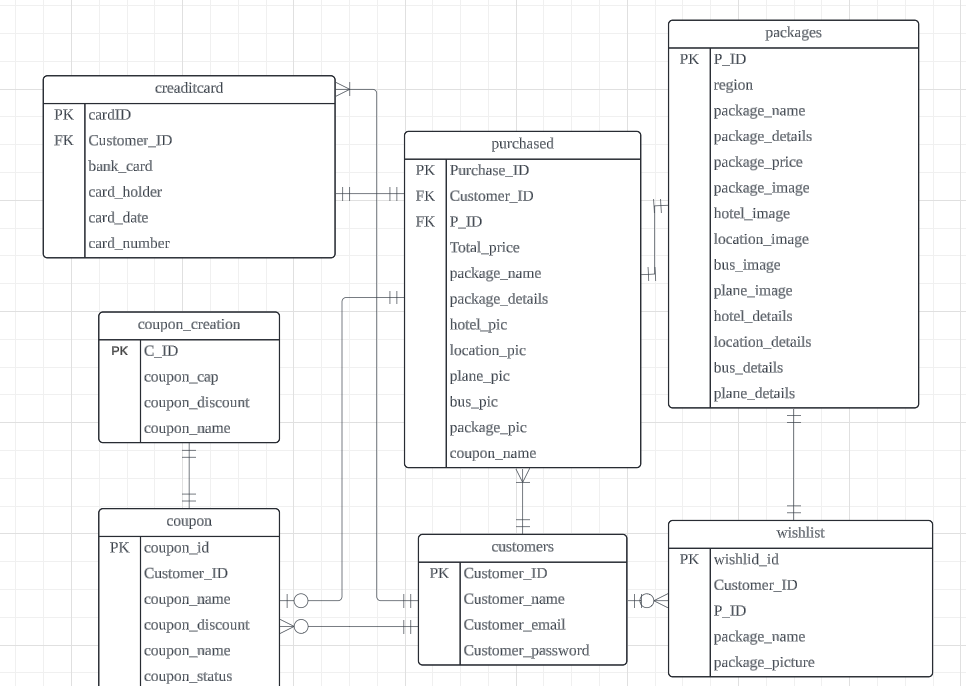 packages
PK P_ID
region
package_name
package_details
package_price
package_image
hotel_image
location_image
bus_image
plane_image
hotel_details
location_details
bus_details
plane_details
creaditcard
PK cardID
FK Customer_ID
bank_card
card_holder
card_date
card_number
purchased
PK Purchase_ID
FK Customer_ID
FK P_ID
Total_price
package_name
package_details
hotel_pic
location_pic
plane_pic
bus_pic
package_pic
coupon_name
coupon_creation
PK C_ID
coupon_cap
coupon_discount
coupon_name
coupon
PK coupon_id
Customer_ID
coupon_name
coupon_discount
coupon_name
coupon_status
customers
PK Customer_ID
Customer_name
Customer_email
Customer_password
wishlist
PK wishlid_id
Customer_ID
P_ID
package_name
package_picture